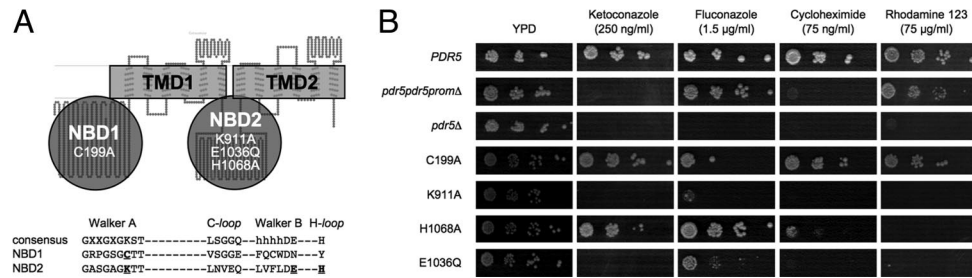 A
TMD1 TMD2
NBD1
C199A
NBD2
K911A
E1036Q
H1068A
Walker A C-loop Walker B H-loop
consensus GXXGXGKST----------LSGGQ-hhhhDE---H
NBD1 GRPGSGCTT----------VSGGE-FQCWDN---Y
NBD2 GASGAGKTT----------LNVEQ-LVFLDE---H
B
YPD
Ketoconazole
(250 ng/ml)
Fluconazole
(1.5 µg/ml)
Cycloheximide
(75 ng/ml)
Rhodamine 123
(75 µg/ml)
PDR5
pdr5pdr5promΔ
pdr5Δ
C199A
K911A
H1068A
E1036Q